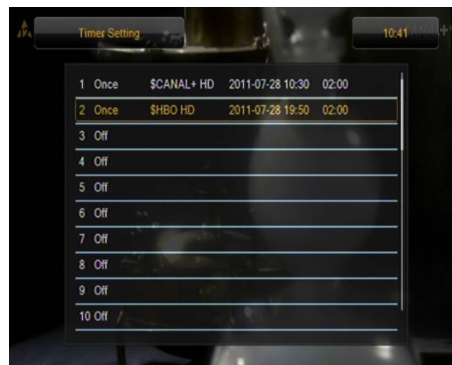 Timer Setting 10:41
1 Once $CANAL+ HD 2011-07-28 10:30 02:00
2 Once $HBO HD 2011-07-28 19:50 02:00
3 Off
4 Off
5 Off
6 Off
7 Off
8 Off
9 Off
10 Off